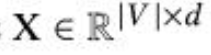 𝐗 ∈ ℝ^{|V|×d}